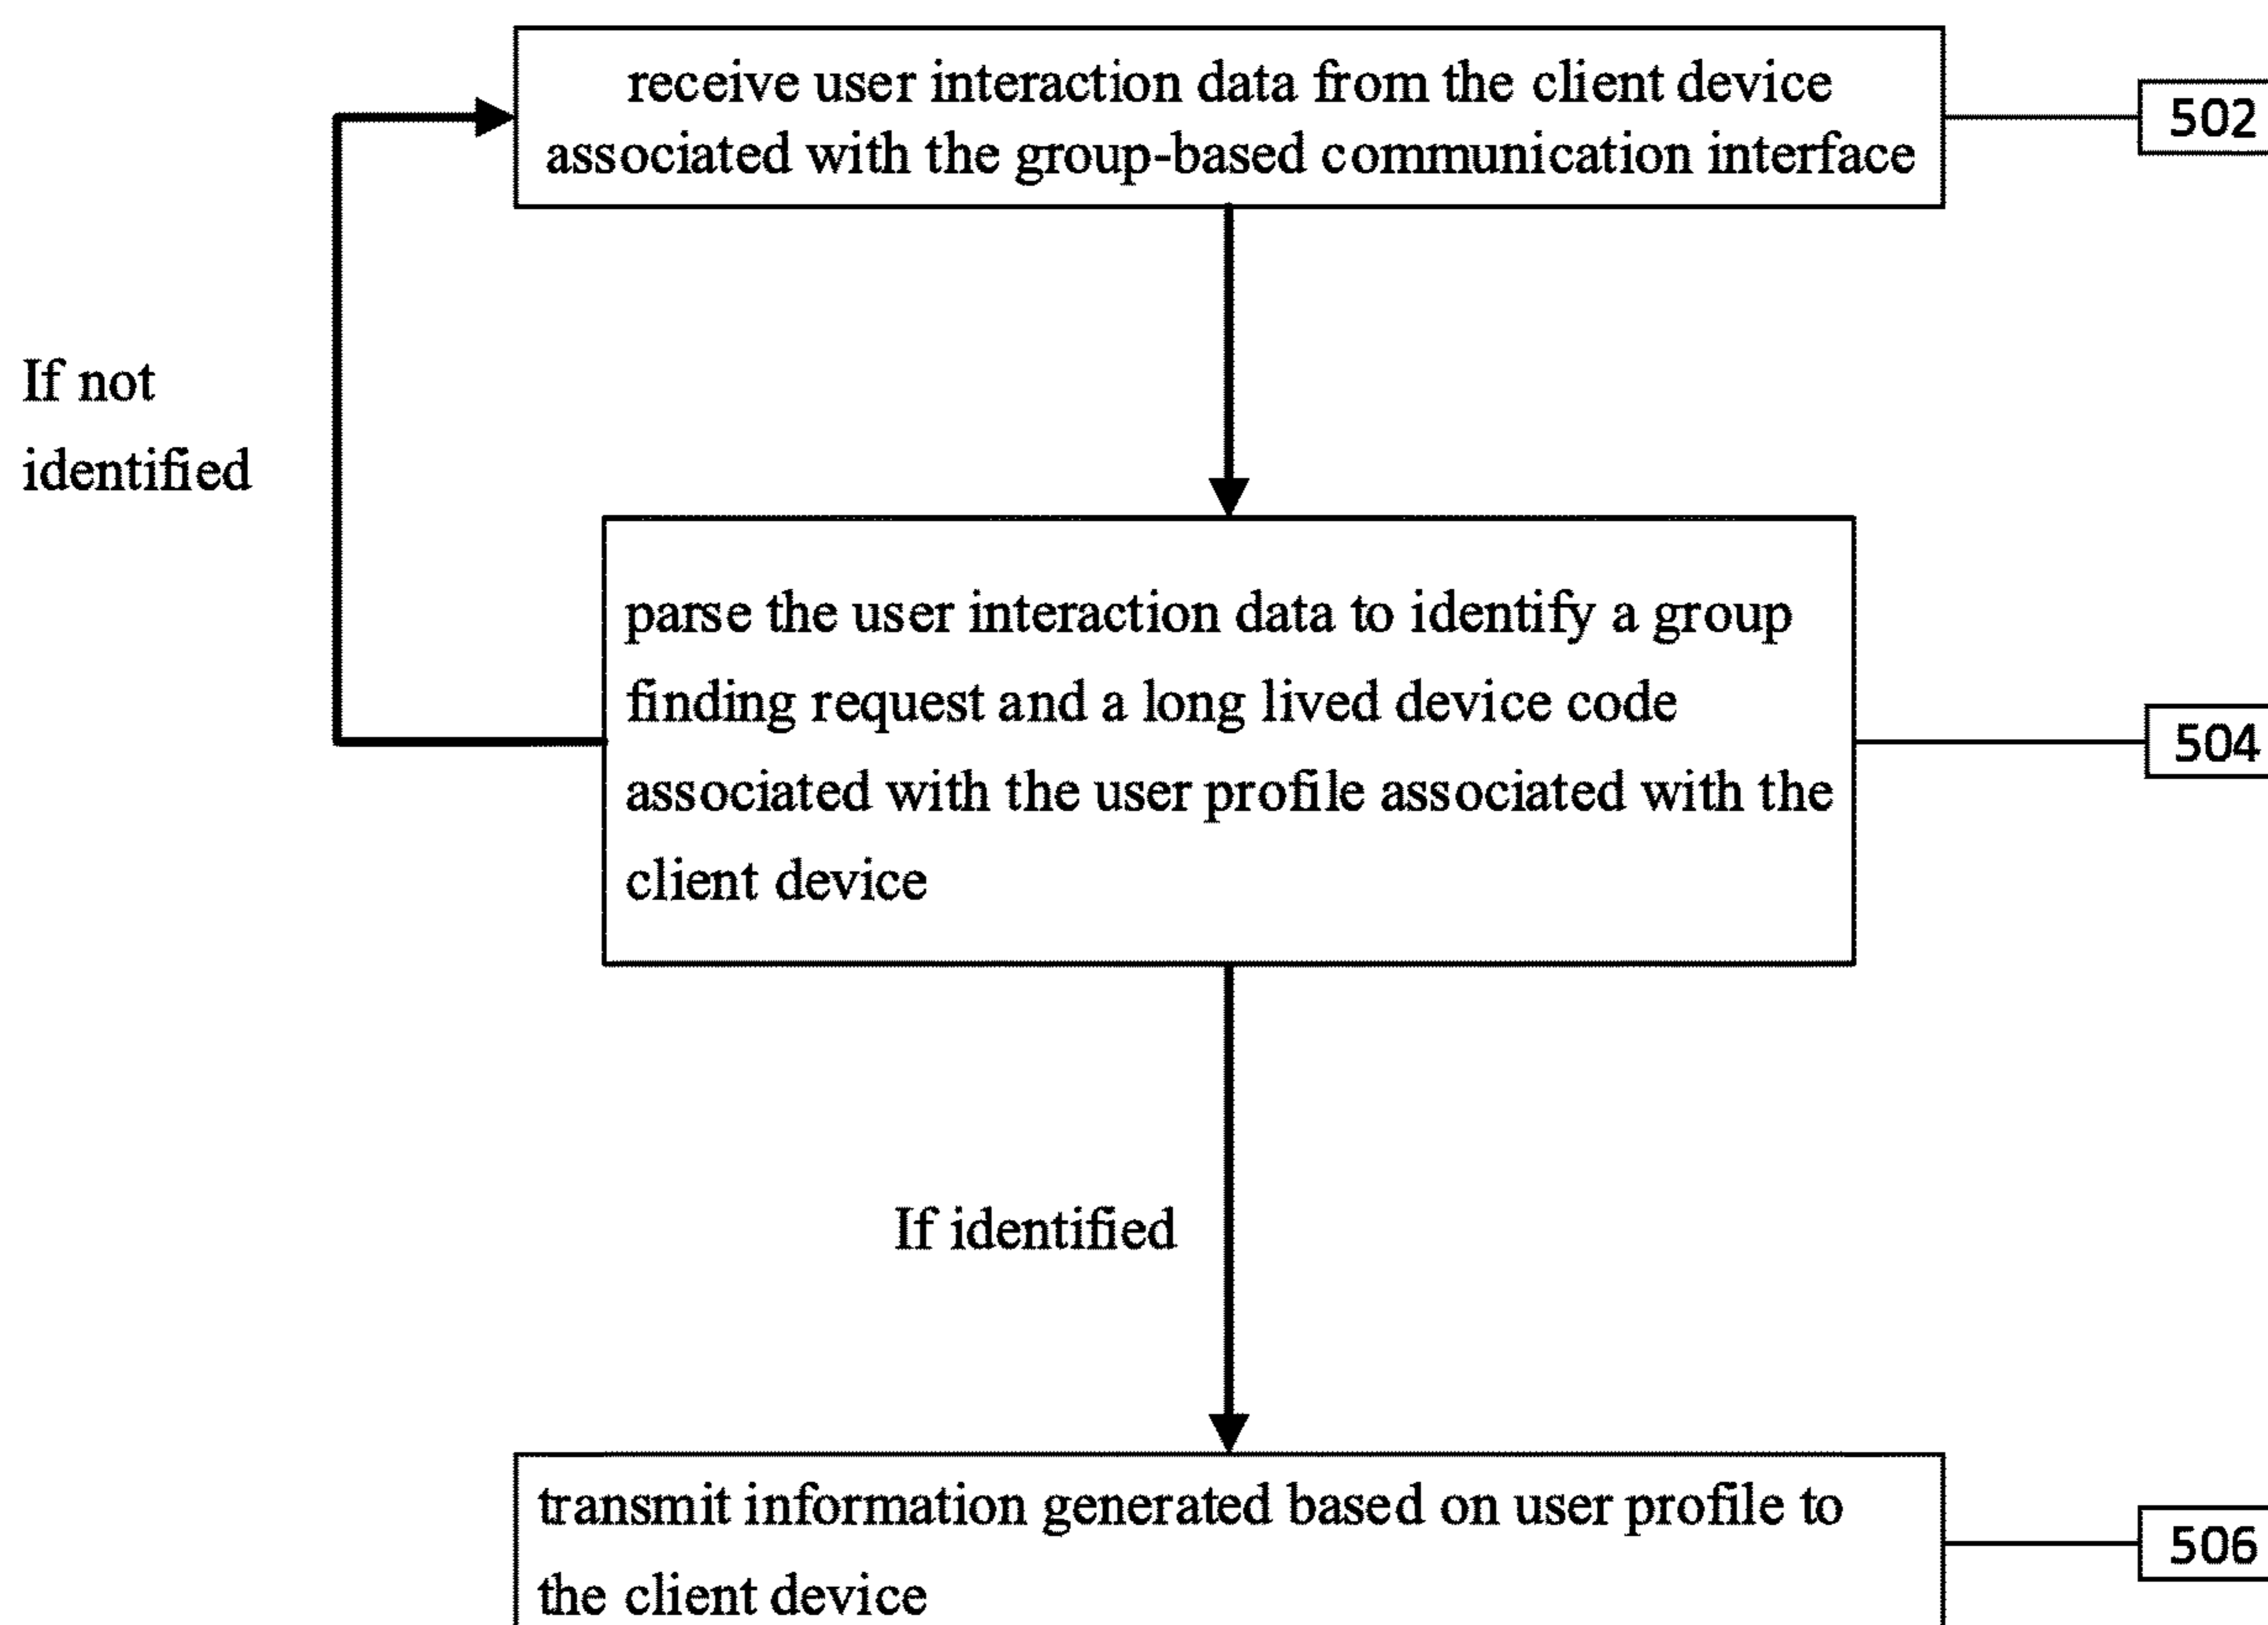 receive user interaction data from the client device
associated with the group-based communication interface
502
If not
identified
parse the user interaction data to identify a group
finding request and a long lived device code
associated with the user profile associated with the
client device
504
If identified
transmit information generated based on user profile to
the client device
506